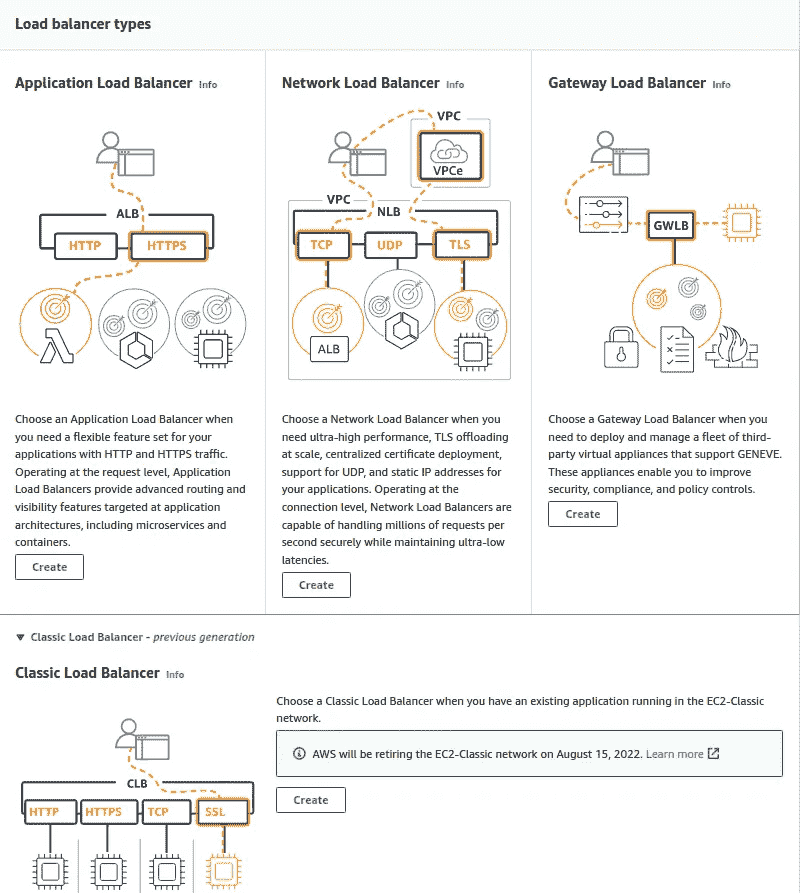 Load balancer types
Application Load Balancer Info
ALB
HTTP HTTPS
Choose an Application Load Balancer when
you need a flexible feature set for your
applications with HTTP and HTTPS traffic.
Operating at the request level, Application
Load Balancers provide advanced routing and
visibility features targeted at application
architectures, including microservices and
containers.
Create
Network Load Balancer Info
VPC
VPCe
VPC
NLB
TCP UDP TLS
ALB
Choose a Network Load Balancer when you
need ultra-high performance, TLS offloading
at scale, centralized certificate deployment,
support for UDP, and static IP addresses for
your applications. Operating at the
connection level, Network Load Balancers are
capable of handling millions of requests per
second securely while maintaining ultra-low
latencies.
Create
Gateway Load Balancer Info
GWLB
Choose a Gateway Load Balancer when you
need to deploy and manage a fleet of third-
party virtual appliances that support GENEVE.
These appliances enable you to improve
security, compliance, and policy controls.
Create
Classic Load Balancer - previous generation
Classic Load Balancer Info
CLB
HTTP HTTPS TCP SSL
Choose a Classic Load Balancer when you have an existing application running in the EC2-Classic
network.
AWS will be retiring the EC2-Classic network on August 15, 2022. Learn more
Create